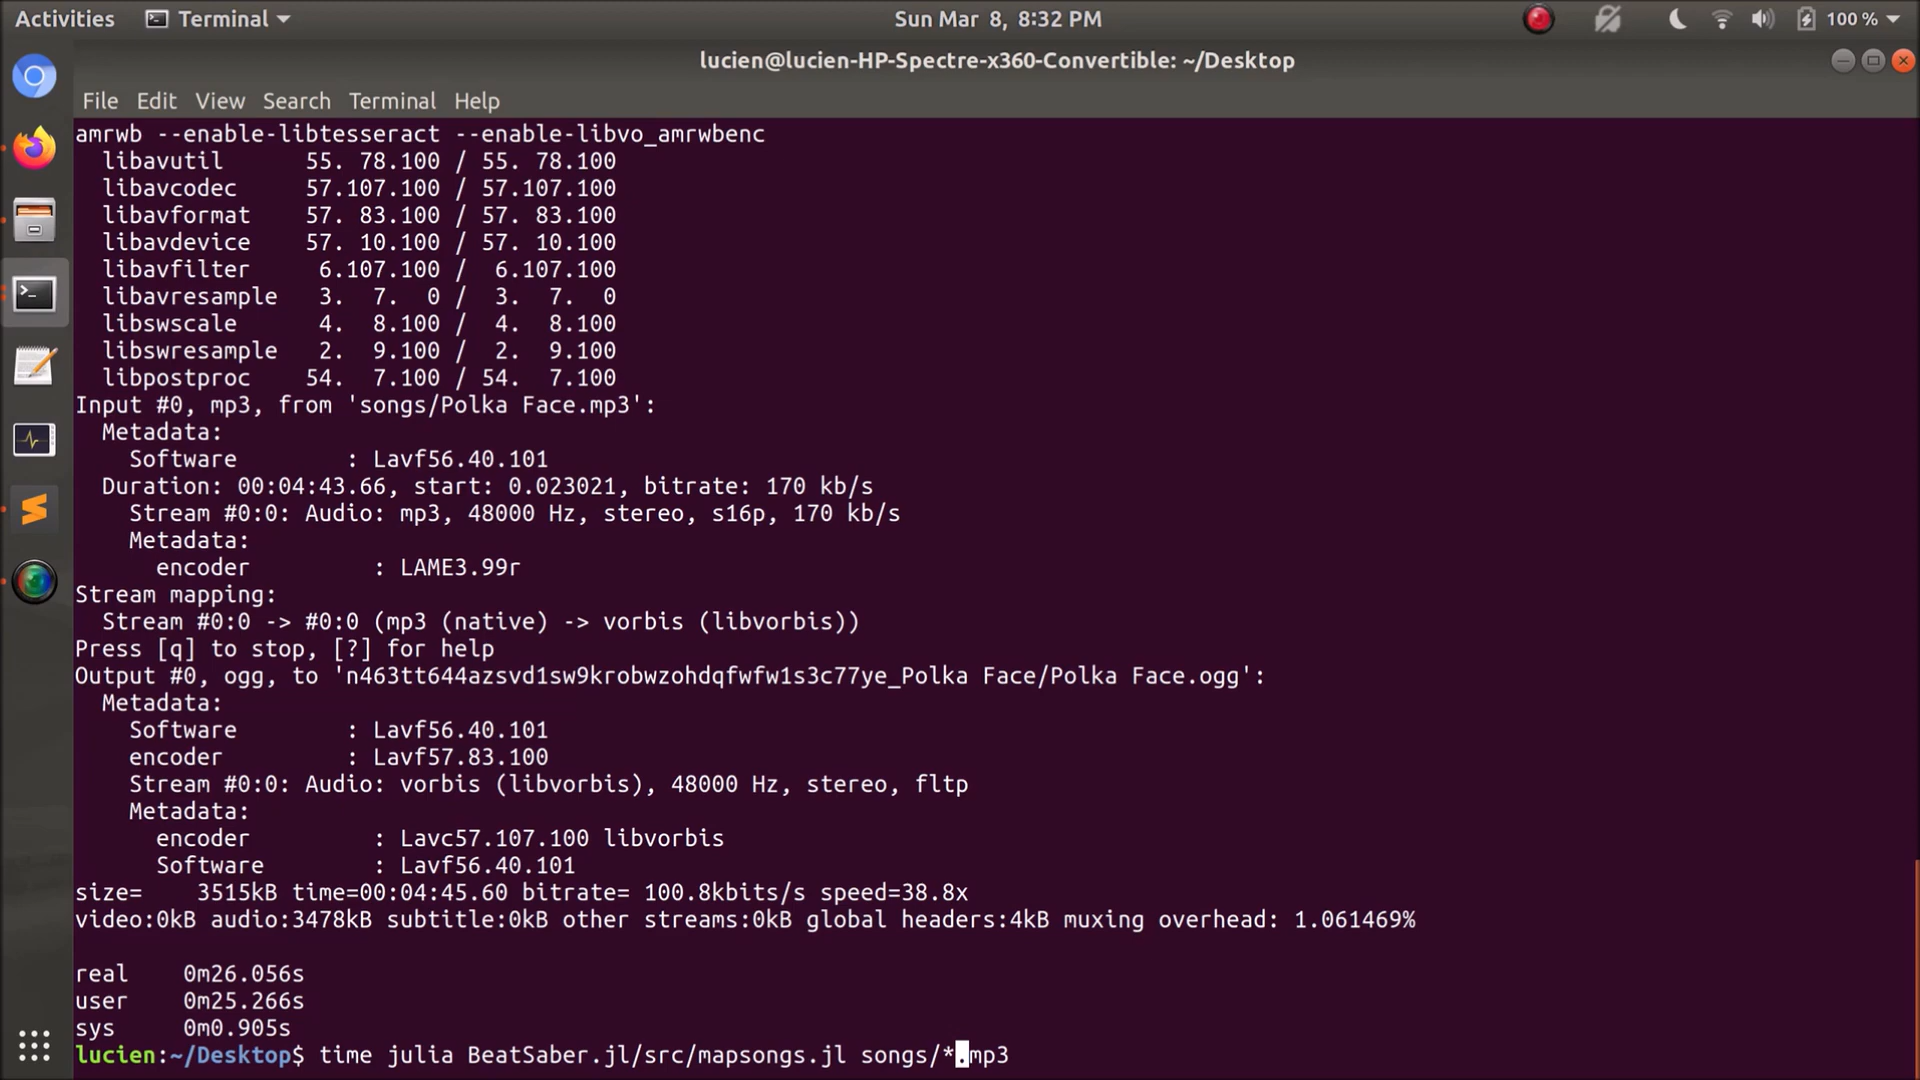 Activities Terminal Sun Mar 8, 8:32 PM 100 %
lucien@lucien-HP-Spectre-x360-Convertible: ~/Desktop
File Edit View Search Terminal Help
amrwb --enable-libtesseract --enable-libvo_amrwbenc
  libavutil      55. 78.100 / 55. 78.100
  libavcodec     57.107.100 / 57.107.100
  libavformat    57. 83.100 / 57. 83.100
  libavdevice    57. 10.100 / 57. 10.100
  libavfilter     6.107.100 /  6.107.100
  libavresample   3.  7.  0 /  3.  7.  0
  libswscale      4.  8.100 /  4.  8.100
  libswresample   2.  9.100 /  2.  9.100
  libpostproc    54.  7.100 / 54.  7.100
Input #0, mp3, from 'songs/Polka Face.mp3':
  Metadata:
    Software        : Lavf56.40.101
  Duration: 00:04:43.66, start: 0.023021, bitrate: 170 kb/s
    Stream #0:0: Audio: mp3, 48000 Hz, stereo, s16p, 170 kb/s
    Metadata:
      encoder         : LAME3.99r
Stream mapping:
  Stream #0:0 -> #0:0 (mp3 (native) -> vorbis (libvorbis))
Press [q] to stop, [?] for help
Output #0, ogg, to 'n463tt644azsvd1sw9krobwzohdqfwfw1s3c77ye_Polka Face/Polka Face.ogg':
  Metadata:
    Software        : Lavf56.40.101
    encoder         : Lavf57.83.100
    Stream #0:0: Audio: vorbis (libvorbis), 48000 Hz, stereo, fltp
    Metadata:
      encoder         : Lavc57.107.100 libvorbis
      Software        : Lavf56.40.101
size=    3515kB time=00:04:45.60 bitrate= 100.8kbits/s speed=38.8x
video:0kB audio:3478kB subtitle:0kB other streams:0kB global headers:4kB muxing overhead: 1.061469%
real    0m26.056s
user    0m25.266s
sys     0m0.905s
lucien:~/Desktop$ time julia BeatSaber.jl/src/mapsongs.jl songs/*.mp3